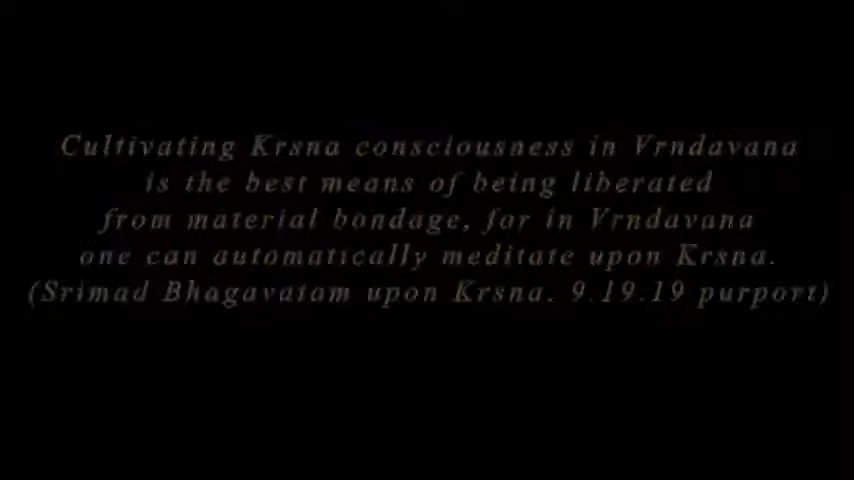 Cultivating Krsna consciousness in Vrndavana
is the best means of being liberated
from material bondage, for in Vrndavana
one can automatically meditate upon Krsna.
(Srimad Bhagavatam upon Krsna. 9.19.19 purport)